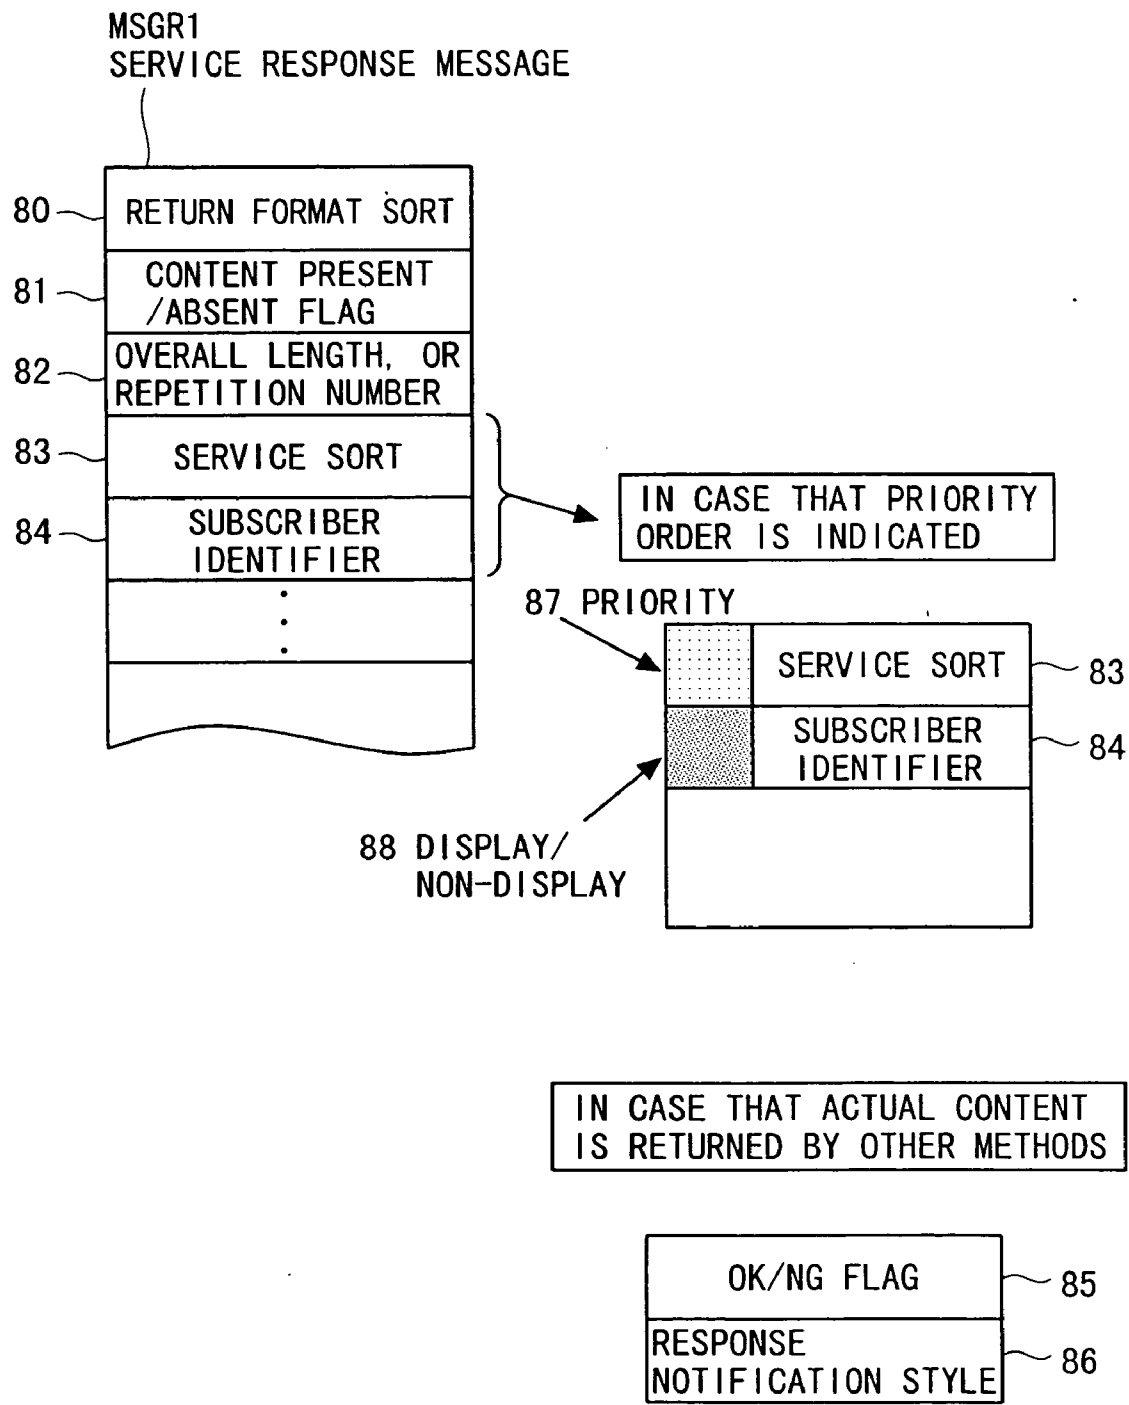 MSGR1
SERVICE RESPONSE MESSAGE
80
RETURN FORMAT SORT
81
CONTENT PRESENT
/ABSENT FLAG
82
OVERALL LENGTH, OR
REPETITION NUMBER
83
SERVICE SORT
84
SUBSCRIBER
IDENTIFIER
IN CASE THAT PRIORITY
ORDER IS INDICATED
87 PRIORITY
SERVICE SORT
83
SUBSCRIBER
IDENTIFIER
84
88 DISPLAY/
NON-DISPLAY
IN CASE THAT ACTUAL CONTENT
IS RETURNED BY OTHER METHODS
OK/NG FLAG
85
RESPONSE
NOTIFICATION STYLE
86